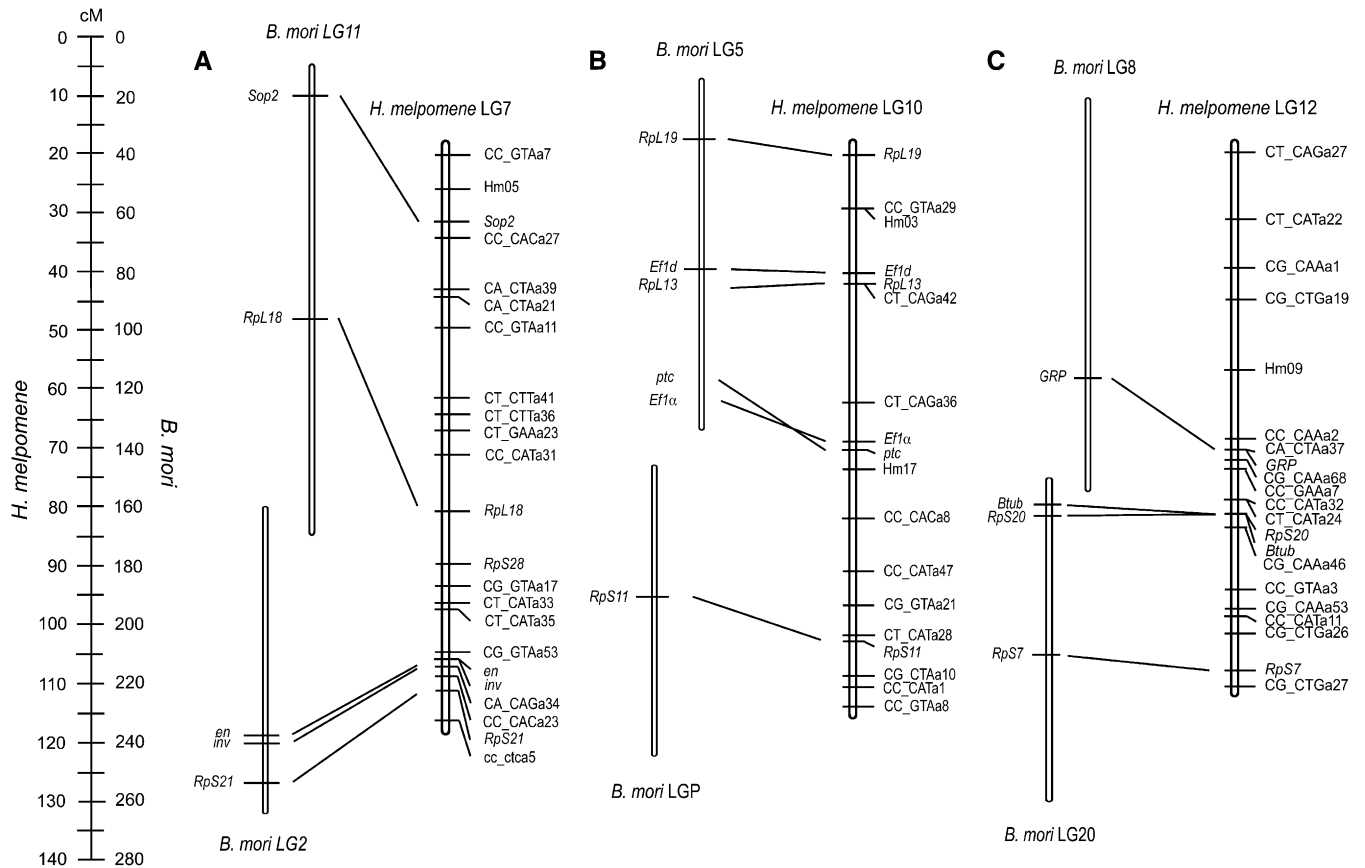 cM
0 0
10 20
20 40
30 60
40 80
50 100
60 120
70 140
80 160
90 180
100 200
110 220
120 240
130 260
140 280
H. melpomene
B. mori
A
B. mori LG11
Sop2
RpL18
H. melpomene LG7
CC_GTAa7
Hm05
Sop2
CC_CACa27
CA_CTAa39
CA_CTAa21
CC_GTAa11
CT_CTTa41
CT_CTTa36
CT_GAAa23
CC_CATa31
RpL18
RpS28
CG_GTAa17
CT_CATa33
CT_CATa35
CG_GTAa53
en
inv
CA_CAGa34
CC_CACa23
RpS21
cc_ctca5
en
inv
RpS21
B. mori LG2
B
B. mori LG5
RpL19
Ef1d
RpL13
ptc
Ef1α
H. melpomene LG10
RpL19
CC_GTAa29
Hm03
Ef1d
RpL13
CT_CAGa42
CT_CAGa36
Ef1α
ptc
Hm17
CC_CACa8
CC_CATa47
CG_GTAa21
CT_CATa28
RpS11
CG_CTAa10
CC_CATa1
CC_GTAa8
RpS11
B. mori LGP
C
B. mori LG8
GRP
H. melpomene LG12
CT_CAGa27
CT_CATa22
CG_CAAa1
CG_CTGa19
Hm09
CC_CAAa2
CA_CTAa37
GRP
CG_CAAa68
CC_GAAa7
CC_CATa32
CT_CATa24
RpS20
Btub
CG_CAAa46
CC_GTAa3
CG_CAAa53
CC_CATa11
CG_CTGa26
RpS7
CG_CTGa27
Btub
RpS20
RpS7
B. mori LG20